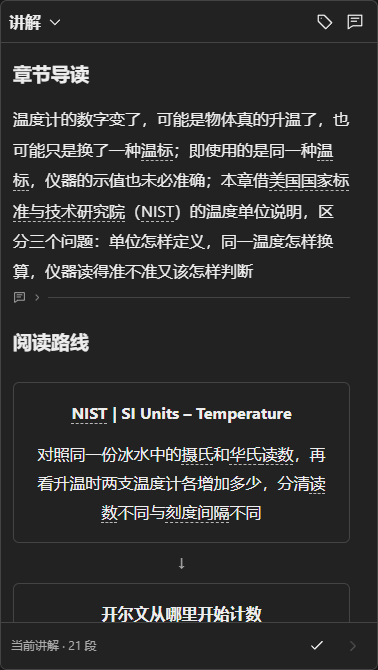 讲解
章节导读
温度计的数字变了，可能是物体真的升温了，也
可能只是换了一种温标；即使用的是同一种温
标，仪器的示值也未必准确；本章借美国国家标
准与技术研究院（NIST）的温度单位说明，区
分三个问题：单位怎样定义，同一温度怎样换
算，仪器读得准不准又该怎样判断
阅读路线
NIST | SI Units – Temperature
对照同一份冰水中的摄氏和华氏读数，再
看升温时两支温度计各增加多少，分清读
数不同与刻度间隔不同
↓
开尔文从哪里开始计数
当前讲解 · 21 段